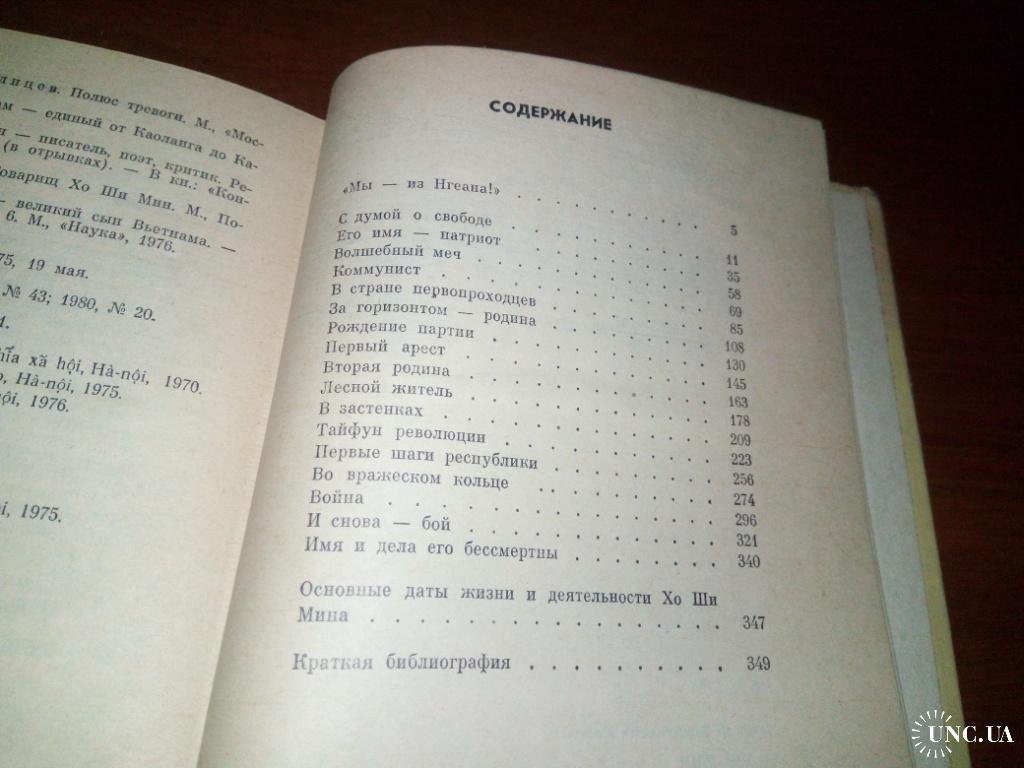 дицов. Полюс тревоги. М., «Мос-
ам — единый от Каоланга до Ка-
н — писатель, поэт, критик. Ре-
(в отрывках). — В кн.: «Кон-
Товарищ Хо Ши Мин. М., По-
— великий сын Вьетнама. —
6. М., «Наука», 1976.
75, 19 мая.
№ 43; 1980, № 20.
1.
hĩa xã hội, Hà-nội, 1970.
Hà-nội, 1975.
ội, 1976.
i, 1975.
СОДЕРЖАНИЕ
«Мы — из Нгеана!» . . . . . . . . 5
С думой о свободе . . . . . . . . 11
Его имя — патриот . . . . . . . . 35
Волшебный меч . . . . . . . . 58
Коммунист . . . . . . . . 69
В стране первопроходцев . . . . . . . . 85
За горизонтом — родина . . . . . . . . 108
Рождение партии . . . . . . . . 130
Первый арест . . . . . . . . 145
Вторая родина . . . . . . . . 163
Лесной житель . . . . . . . . 178
В застенках . . . . . . . . 209
Тайфун революции . . . . . . . . 223
Первые шаги республики . . . . . . . . 256
Во вражеском кольце . . . . . . . . 274
Война . . . . . . . . 296
И снова — бой . . . . . . . . 321
Имя и дела его бессмертны . . . . . . . . 340
Основные даты жизни и деятельности Хо Ши
Мина . . . . . . . . 347
Краткая библиография . . . . . . . . 349
UNC.UA